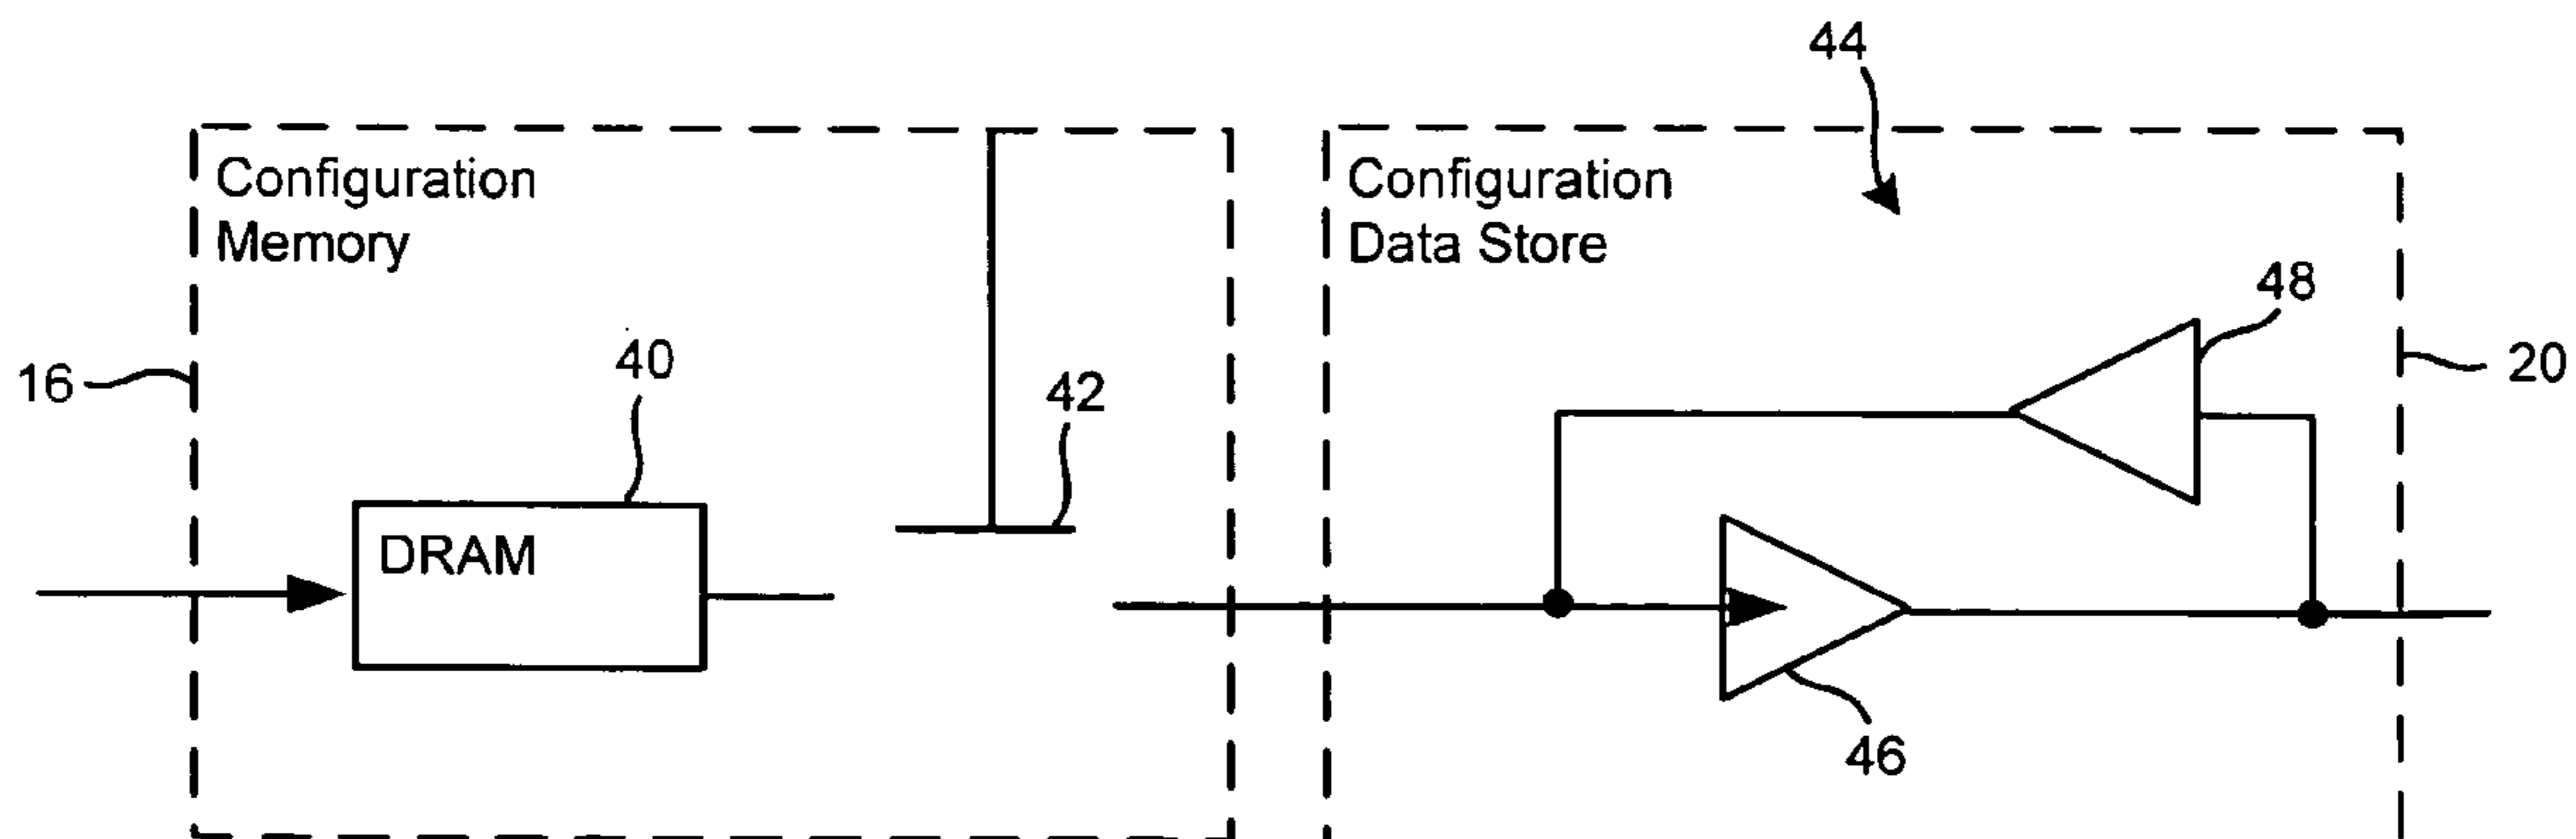 44
Configuration
Memory
Configuration
Data Store
48
16
40
42
20
DRAM
46